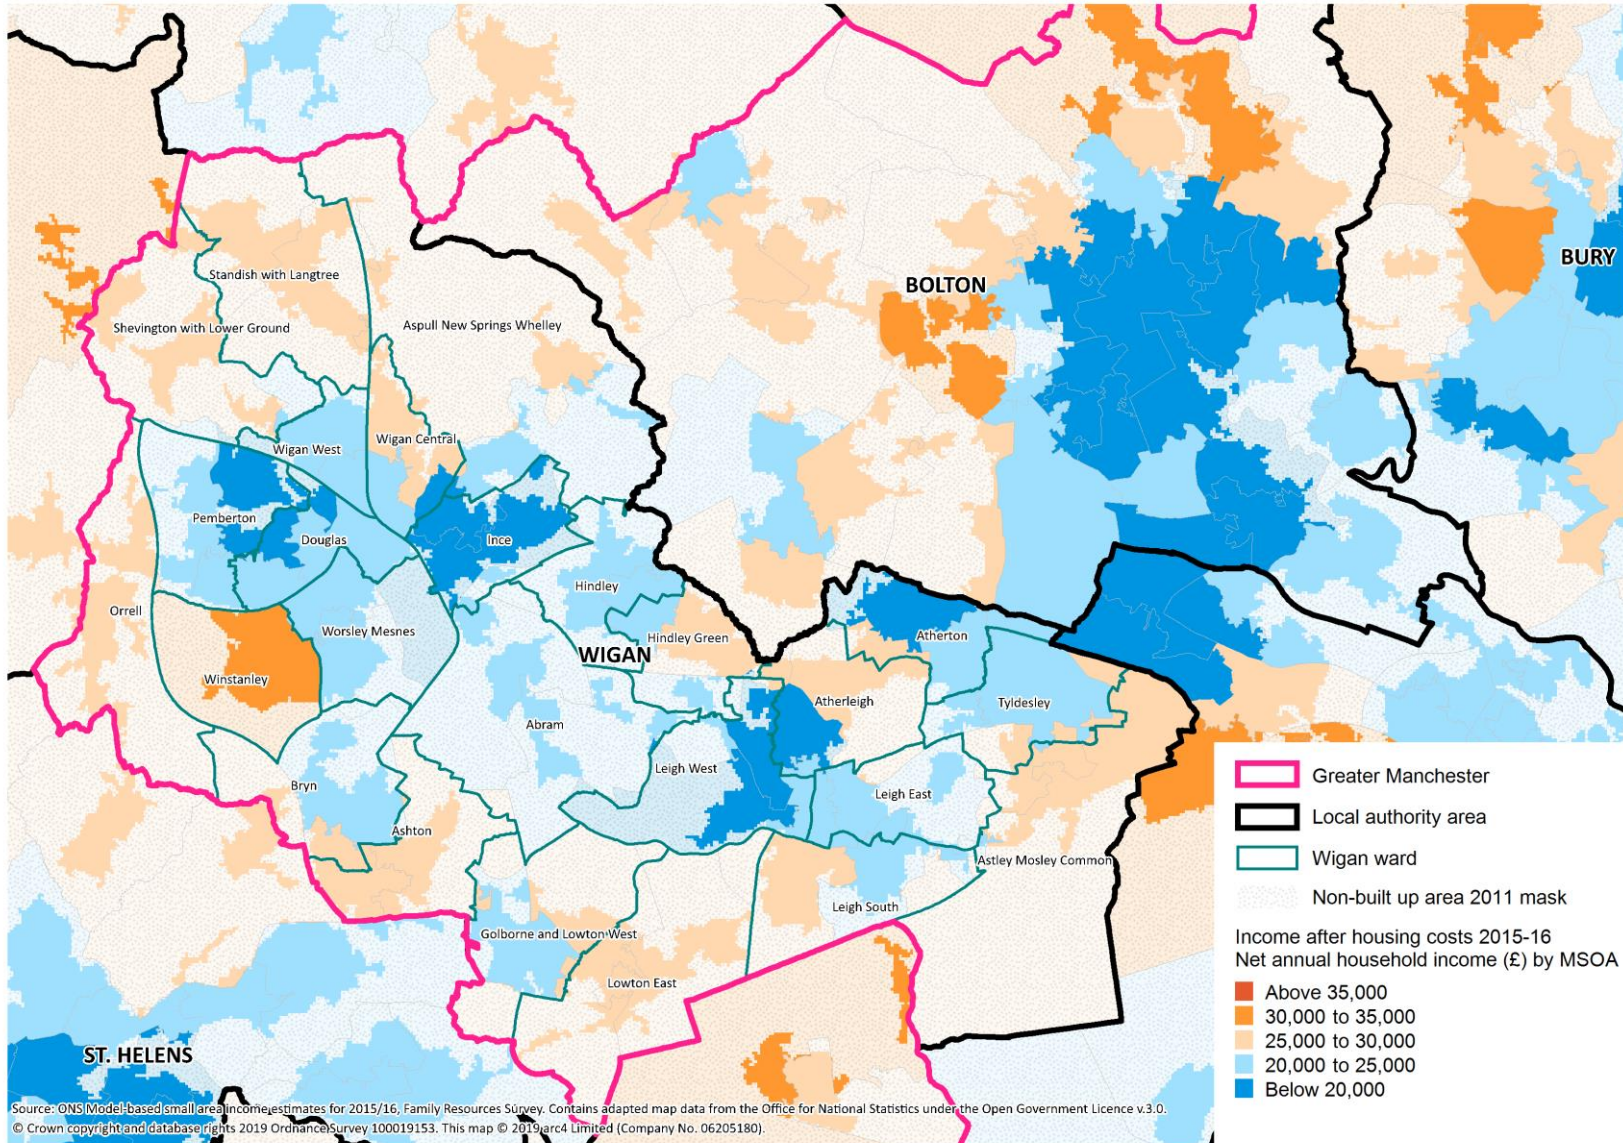 BURY
BOLTON
Standish with Langtree
Shevington with Lower Ground
Aspull New Springs Whelley
Wigan Central
Wigan West
Pemberton
Douglas
Ince
Hindley
Orrell
Worsley Mesnes
Hindley Green
Atherton
WIGAN
Winstanley
Atherleigh
Tyldesley
Abram
Leigh West
Bryn
Leigh East
Ashton
Astley Mosley Common
Leigh South
Golborne and Lowton West
Lowton East
ST. HELENS
Greater Manchester
Local authority area
Wigan ward
Non-built up area 2011 mask
Income after housing costs 2015-16
Net annual household income (£) by MSOA
Above 35,000
30,000 to 35,000
25,000 to 30,000
20,000 to 25,000
Below 20,000
Source: ONS Model-based small area income estimates for 2015/16, Family Resources Survey. Contains adapted map data from the Office for National Statistics under the Open Government Licence v.3.0.
© Crown copyright and database rights 2019 Ordnance Survey 100019153. This map © 2019 arc4 Limited (Company No. 06205180).